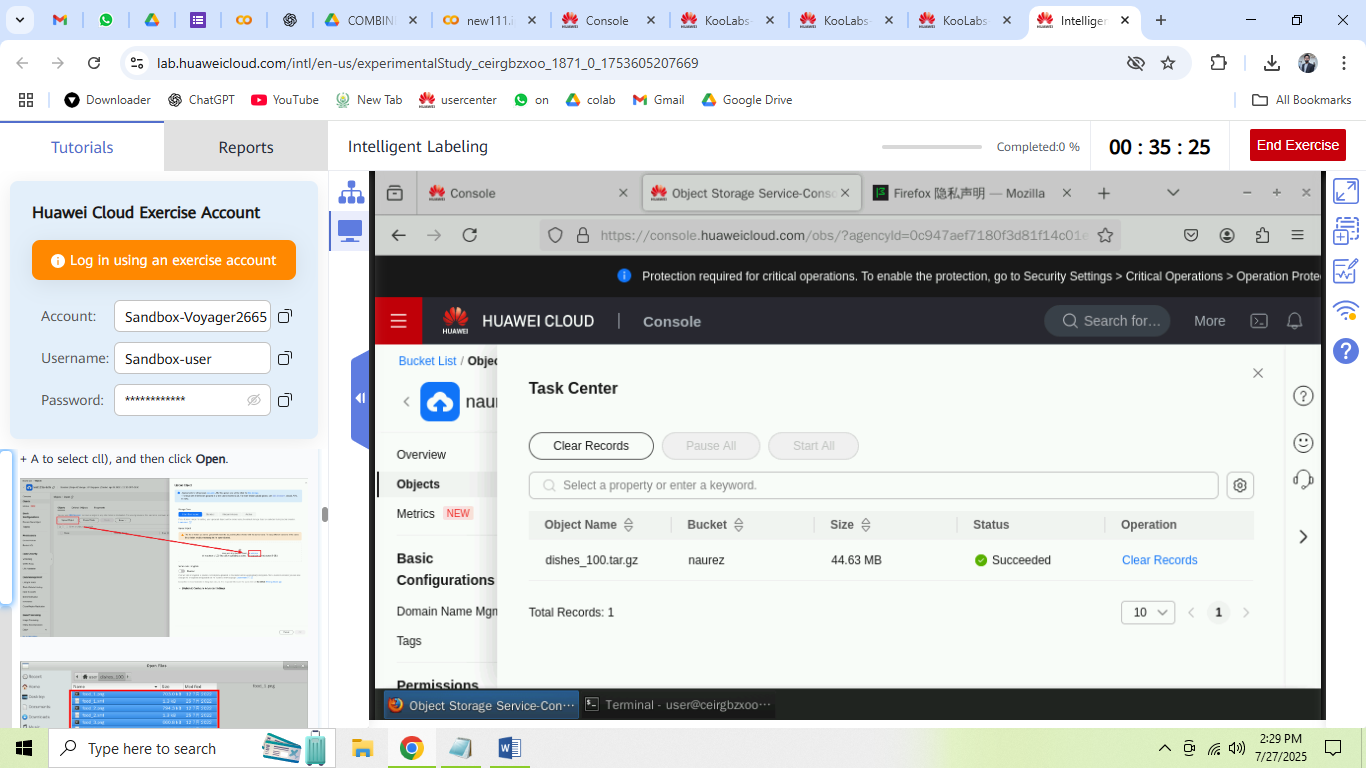 COMBIN
new111.i
Console
KooLabs
KooLabs-
KooLabs
Intelliger
lab.huaweicloud.com/intl/en-us/experimentalStudy_ceirgbzxoo_1871_0_1753605207669
Downloader
ChatGPT
YouTube
New Tab
usercenter
on
colab
Gmail
Google Drive
All Bookmarks
Tutorials
Reports
Intelligent Labeling
Completed:0 %
00 : 35 : 25
End Exercise
Huawei Cloud Exercise Account
Log in using an exercise account
Account:
Sandbox-Voyager2665
Username:
Sandbox-user
Password:
************
+ A to select cll), and then click Open.
Open Files
Console
Object Storage Service-Conso
Firefox 隐私声明 — Mozilla
https://console.huaweicloud.com/obs/?agencyId=0c947aef7180f3d81f14c01e
Protection required for critical operations. To enable the protection, go to Security Settings > Critical Operations > Operation Prote
HUAWEI
HUAWEI CLOUD
Console
Search for...
More
Bucket List / Objec
naur
Overview
Objects
Metrics
NEW
Basic
Configurations
Domain Name Mgn
Tags
Permissions
Task Center
Clear Records
Pause All
Start All
Select a property or enter a keyword.
Object Name
Bucket
Size
Status
Operation
dishes_100.tar.gz
naurez
44.63 MB
Succeeded
Clear Records
Total Records: 1
10
1
Object Storage Service-Con···
Terminal - user@ceirgbzxoo···
Type here to search
2:29 PM
7/27/2025